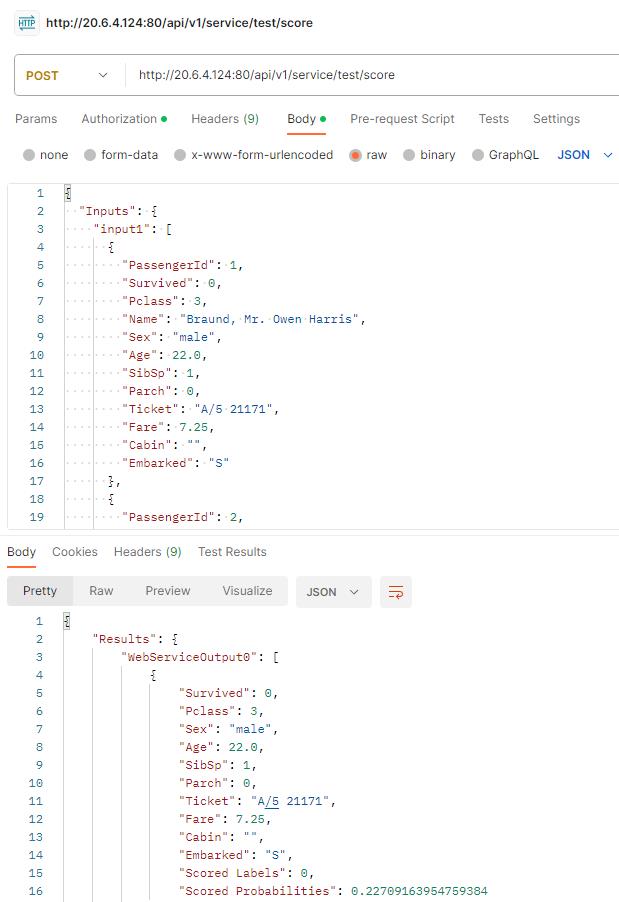 HTTP http://20.6.4.124:80/api/v1/service/test/score
POST http://20.6.4.124:80/api/v1/service/test/score
Params Authorization Headers (9) Body Pre-request Script Tests Settings
none form-data x-www-form-urlencoded raw binary GraphQL JSON
1 {
2 "Inputs": {
3 "input1": [
4 {
5 "PassengerId": 1,
6 "Survived": 0,
7 "Pclass": 3,
8 "Name": "Braund, Mr. Owen Harris",
9 "Sex": "male",
10 "Age": 22.0,
11 "SibSp": 1,
12 "Parch": 0,
13 "Ticket": "A/5 21171",
14 "Fare": 7.25,
15 "Cabin": "",
16 "Embarked": "S"
17 },
18 {
19 "PassengerId": 2,
Body Cookies Headers (9) Test Results
Pretty Raw Preview Visualize JSON
1 {
2 "Results": {
3 "WebServiceOutput0": [
4 {
5 "Survived": 0,
6 "Pclass": 3,
7 "Sex": "male",
8 "Age": 22.0,
9 "SibSp": 1,
10 "Parch": 0,
11 "Ticket": "A/5 21171",
12 "Fare": 7.25,
13 "Cabin": "",
14 "Embarked": "S",
15 "Scored Labels": 0,
16 "Scored Probabilities": 0.22709163954759384